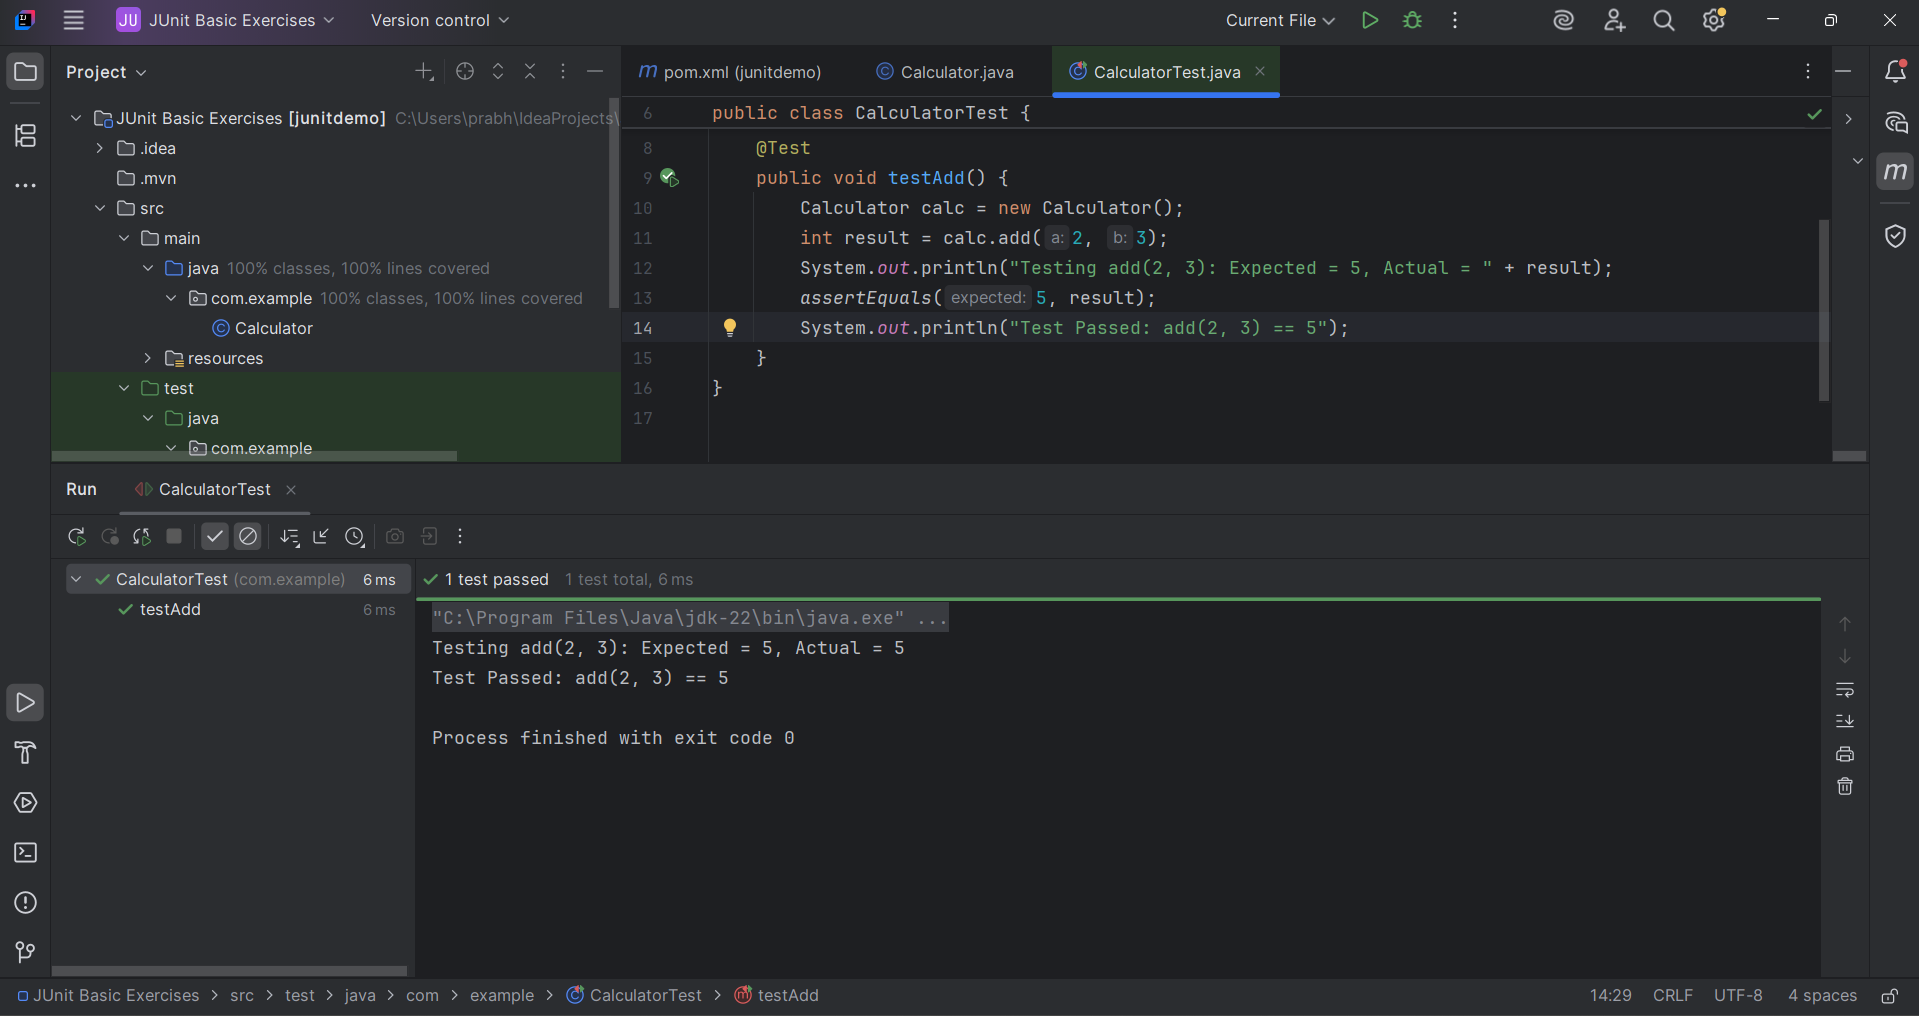 JU JUnit Basic Exercises Version control Current File
Project
pom.xml (junitdemo) Calculator.java CalculatorTest.java
JUnit Basic Exercises [junitdemo] C:\Users\prabh\IdeaProjects\
.idea
.mvn
src
main
java 100% classes, 100% lines covered
com.example 100% classes, 100% lines covered
Calculator
resources
test
java
com.example
6 public class CalculatorTest {
8 @Test
9 public void testAdd() {
10 Calculator calc = new Calculator();
11 int result = calc.add( a: 2, b: 3);
12 System.out.println("Testing add(2, 3): Expected = 5, Actual = " + result);
13 assertEquals( expected: 5, result);
14 System.out.println("Test Passed: add(2, 3) == 5");
15 }
16 }
17
Run CalculatorTest
CalculatorTest (com.example) 6 ms
testAdd 6 ms
1 test passed 1 test total, 6 ms
"C:\Program Files\Java\jdk-22\bin\java.exe" ...
Testing add(2, 3): Expected = 5, Actual = 5
Test Passed: add(2, 3) == 5
Process finished with exit code 0
JUnit Basic Exercises > src > test > java > com > example > CalculatorTest > testAdd
14:29 CRLF UTF-8 4 spaces